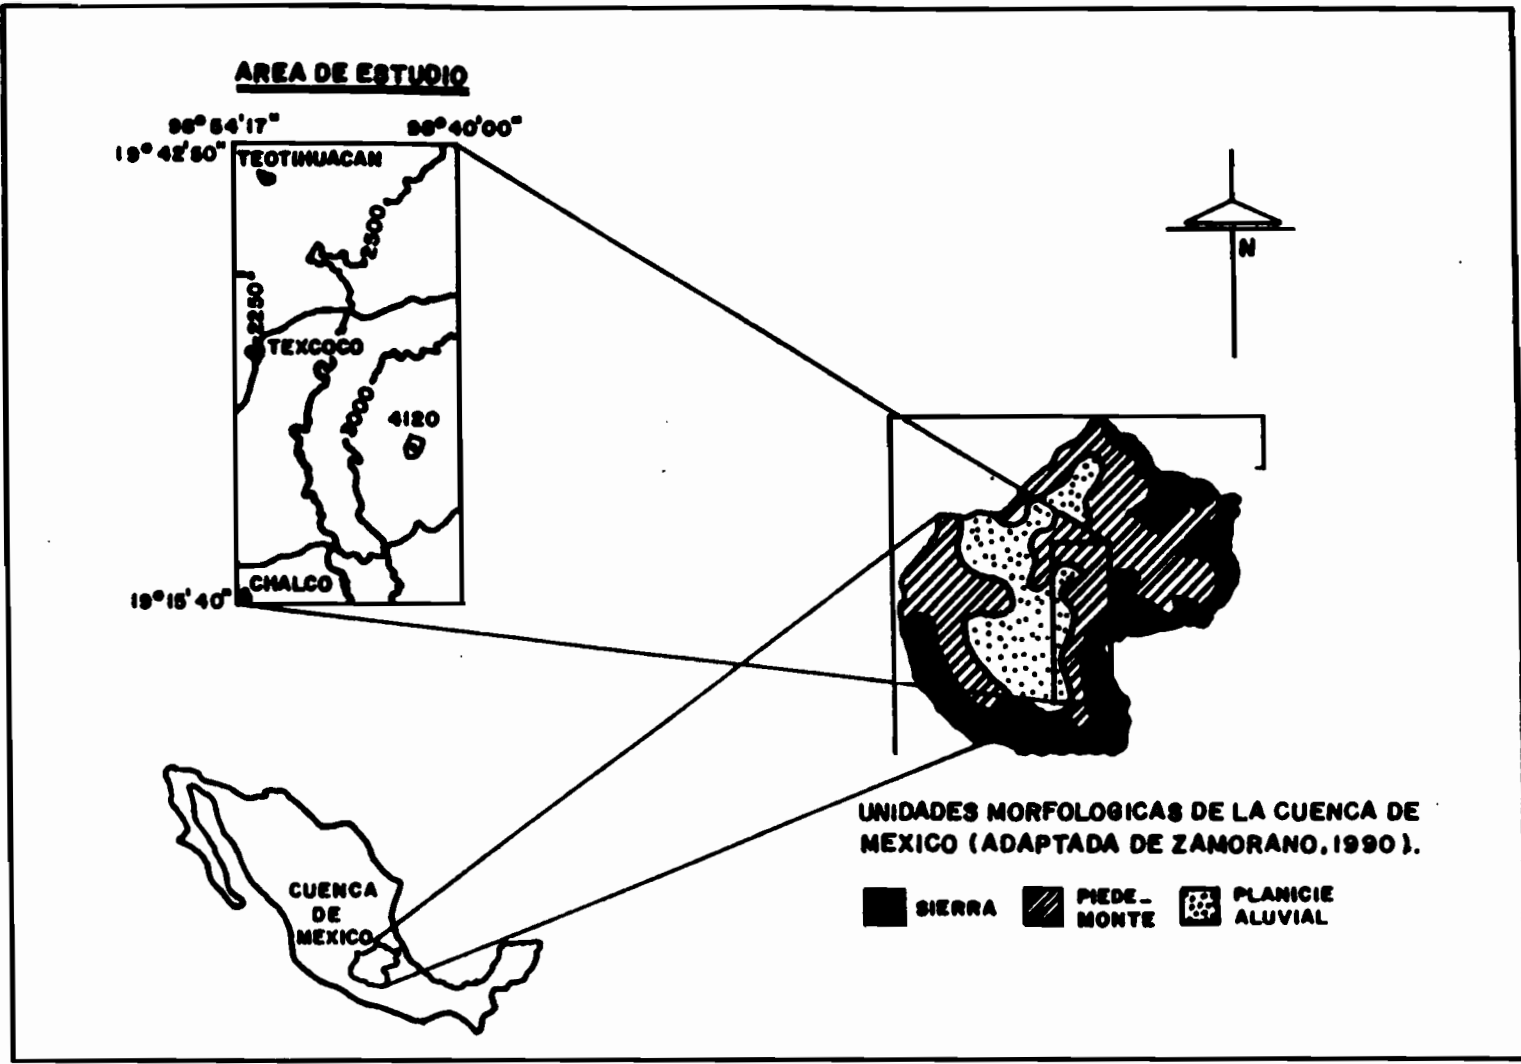 AREA DE ESTUDIO
98° 54' 17"
98° 40' 00"
19° 42' 50"
TEOTIHUACAN
2500
2250
TEXCOCO
3000
4120
CHALCO
19° 15' 40"
N
UNIDADES MORFOLOGICAS DE LA CUENCA DE
MEXICO (ADAPTADA DE ZAMORANO, 1990).
SIERRA
PIEDE-
MONTE
PLANICIE
ALUVIAL
CUENCA
DE
MEXICO